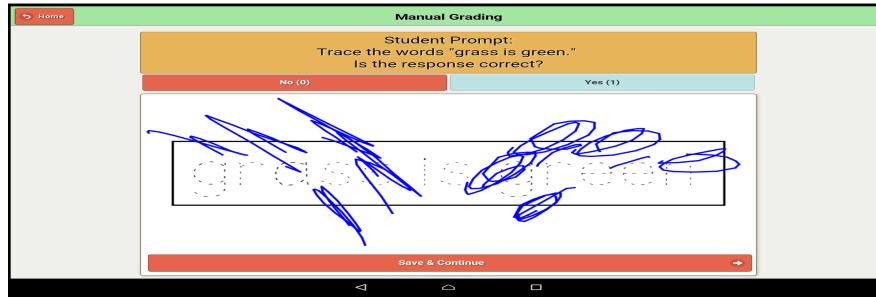 Home
Manual Grading
Student Prompt:
Trace the words "grass is green."
Is the response correct?
No (0)
Yes (1)
grass is green
Save & Continue